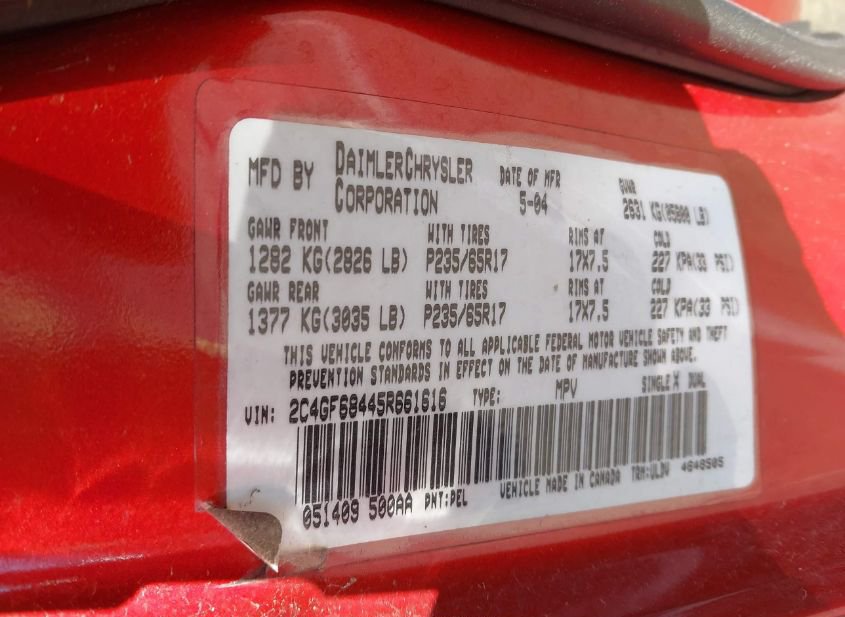 MFD BY DAIMLERCHRYSLER CORPORATION DATE OF MFR 5-04 GVWR 2631 KG(05800 LB)
GAWR FRONT WITH TIRES RIMS AT COLD
1282 KG(2826 LB) P235/65R17 17X7.5 227 KPA(33 PSI)
GAWR REAR WITH TIRES RIMS AT COLD
1377 KG(3035 LB) P235/65R17 17X7.5 227 KPA(33 PSI)
THIS VEHICLE CONFORMS TO ALL APPLICABLE FEDERAL MOTOR VEHICLE SAFETY AND THEFT
PREVENTION STANDARDS IN EFFECT ON THE DATE OF MANUFACTURE SHOWN ABOVE.
VIN: 2C4GF68445R661616 TYPE: MPV SINGLE X DUAL
051409 500AA PNT:PEL VEHICLE MADE IN CANADA TRM:ULDV 4648505